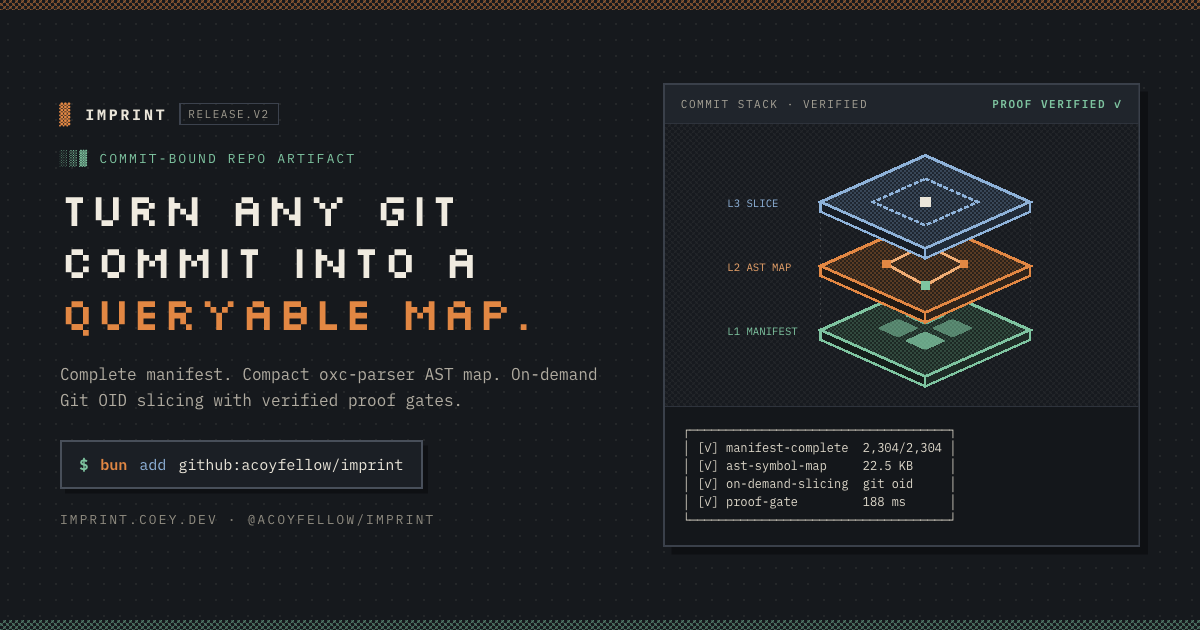 IMPRINT RELEASE.V2
COMMIT-BOUND REPO ARTIFACT
TURN ANY GIT
COMMIT INTO A
QUERYABLE MAP.
Complete manifest. Compact oxc-parser AST map. On-demand
Git OID slicing with verified proof gates.
$ bun add github:acoyfellow/imprint
IMPRINT.COEY.DEV · @ACOYFELLOW/IMPRINT
COMMIT STACK · VERIFIED PROOF VERIFIED ✓
L3 SLICE
L2 AST MAP
L1 MANIFEST
[√] manifest-complete 2,304/2,304
[√] ast-symbol-map 22.5 KB
[√] on-demand-slicing git oid
[√] proof-gate 188 ms